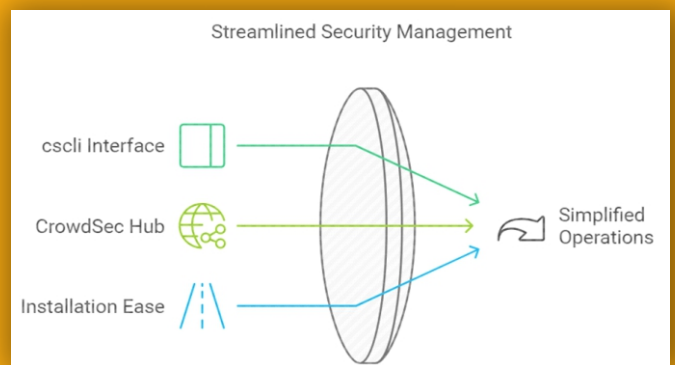 Streamlined Security Management
cscli Interface
CrowdSec Hub
Installation Ease
Simplified
Operations